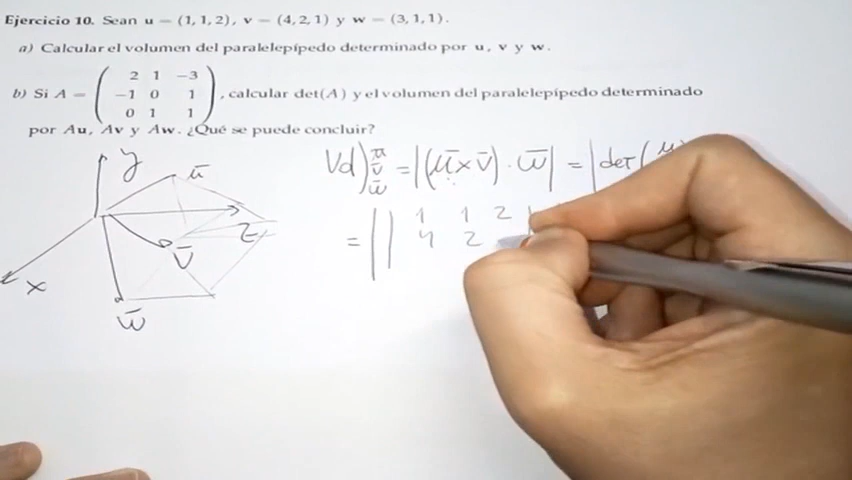 Ejercicio 10. Sean u = (1, 1, 2), v = (4, 2, 1) y w = (3, 1, 1).
a) Calcular el volumen del paralelepípedo determinado por u, v y w.
b) Si A = ( 2 1 −3
−1 0 1
0 1 1 ), calcular det(A) y el volumen del paralelepípedo determinado
por Au, Av y Aw. ¿Qué se puede concluir?
y
ū
z
v̄
x
w̄
Vol) ū v̄ w̄ = |(ū x v̄) · w̄| = |det(u
= | | 1 1 2 |
4 2